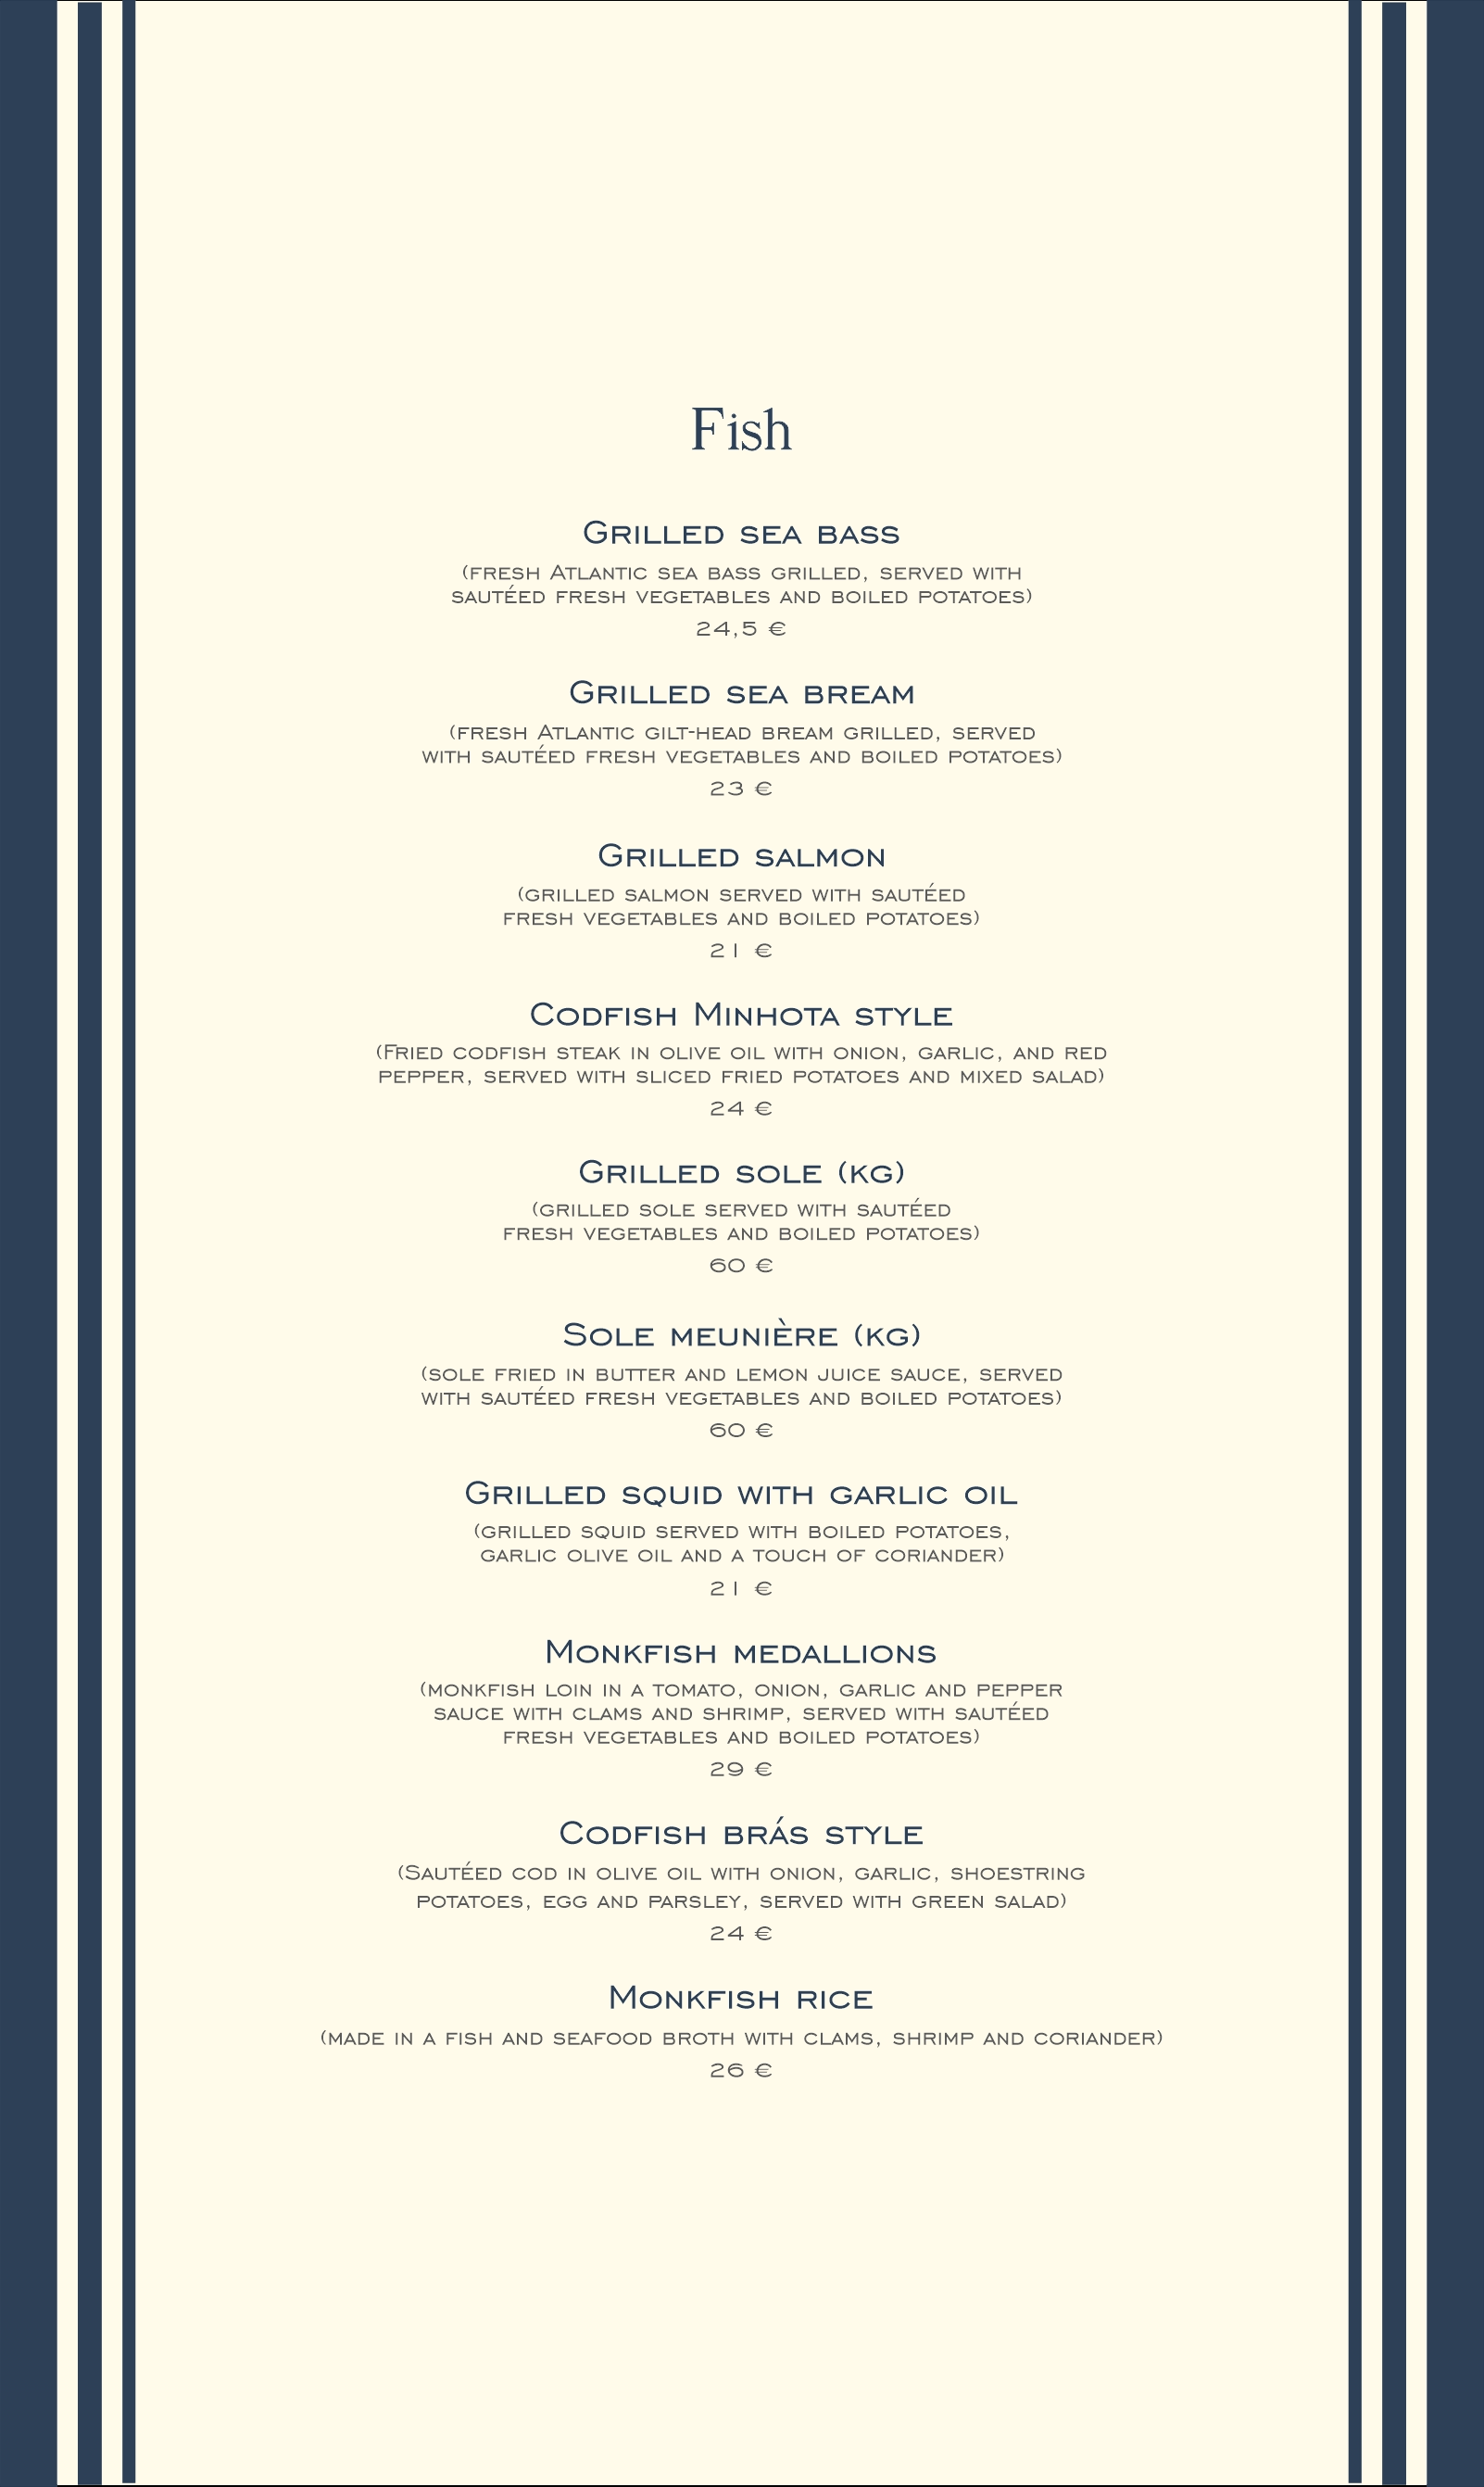 Fish
Grilled sea bass
(fresh Atlantic sea bass grilled, served with
sautéed fresh vegetables and boiled potatoes)
24,5 €
Grilled sea bream
(fresh Atlantic gilt-head bream grilled, served
with sautéed fresh vegetables and boiled potatoes)
23 €
Grilled salmon
(grilled salmon served with sautéed
fresh vegetables and boiled potatoes)
21 €
Codfish Minhota style
(Fried codfish steak in olive oil with onion, garlic, and red
pepper, served with sliced fried potatoes and mixed salad)
24 €
Grilled sole (kg)
(grilled sole served with sautéed
fresh vegetables and boiled potatoes)
60 €
Sole meunière (kg)
(sole fried in butter and lemon juice sauce, served
with sautéed fresh vegetables and boiled potatoes)
60 €
Grilled squid with garlic oil
(grilled squid served with boiled potatoes,
garlic olive oil and a touch of coriander)
21 €
Monkfish medallions
(monkfish loin in a tomato, onion, garlic and pepper
sauce with clams and shrimp, served with sautéed
fresh vegetables and boiled potatoes)
29 €
Codfish brás style
(Sautéed cod in olive oil with onion, garlic, shoestring
potatoes, egg and parsley, served with green salad)
24 €
Monkfish rice
(made in a fish and seafood broth with clams, shrimp and coriander)
26 €